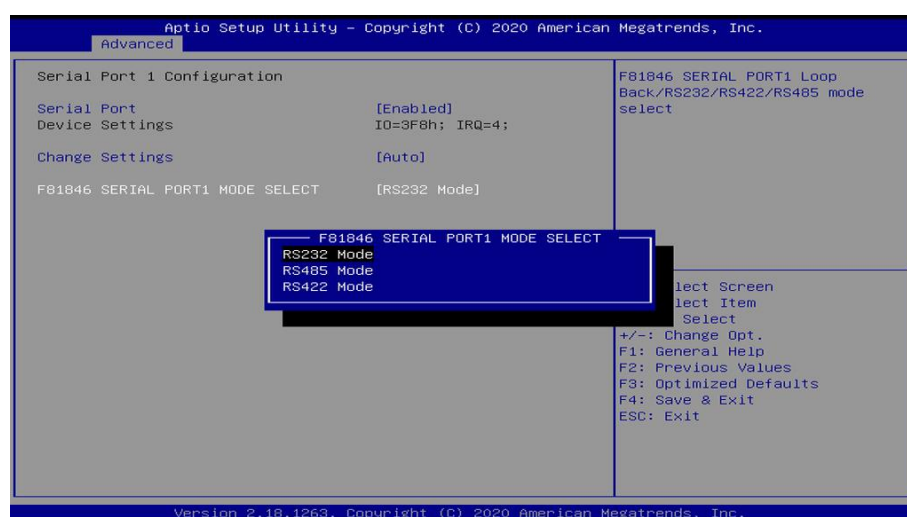 Aptio Setup Utility – Copyright (C) 2020 American Megatrends, Inc.
Advanced
Serial Port 1 Configuration
Serial Port [Enabled]
Device Settings IO=3F8h; IRQ=4;
Change Settings [Auto]
F81846 SERIAL PORT1 MODE SELECT [RS232 Mode]
F81846 SERIAL PORT1 Loop
Back/RS232/RS422/RS485 mode
select
F81846 SERIAL PORT1 MODE SELECT
RS232 Mode
RS485 Mode
RS422 Mode
lect Screen
lect Item
Select
+/-: Change Opt.
F1: General Help
F2: Previous Values
F3: Optimized Defaults
F4: Save & Exit
ESC: Exit
Version 2.18.1263. Copyright (C) 2020 American Megatrends, Inc.